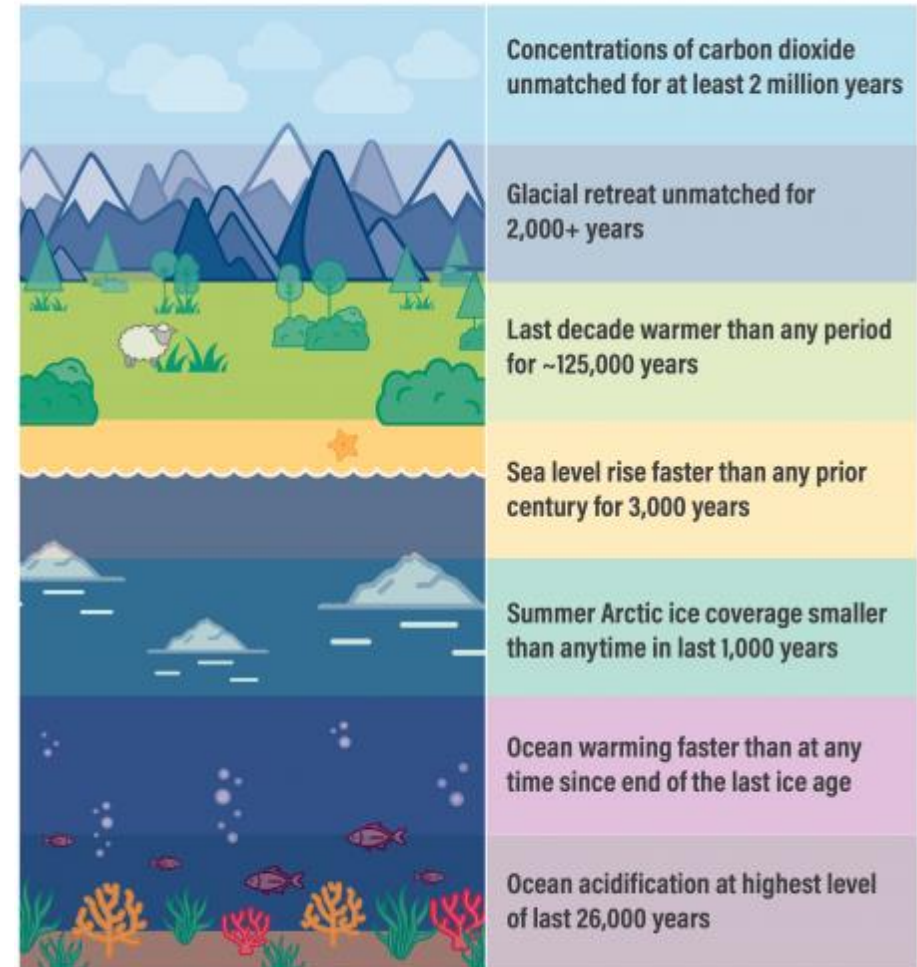 Concentrations of carbon dioxide
unmatched for at least 2 million years
Glacial retreat unmatched for
2,000+ years
Last decade warmer than any period
for ~125,000 years
Sea level rise faster than any prior
century for 3,000 years
Summer Arctic ice coverage smaller
than anytime in last 1,000 years
Ocean warming faster than at any
time since end of the last ice age
Ocean acidification at highest level
of last 26,000 years